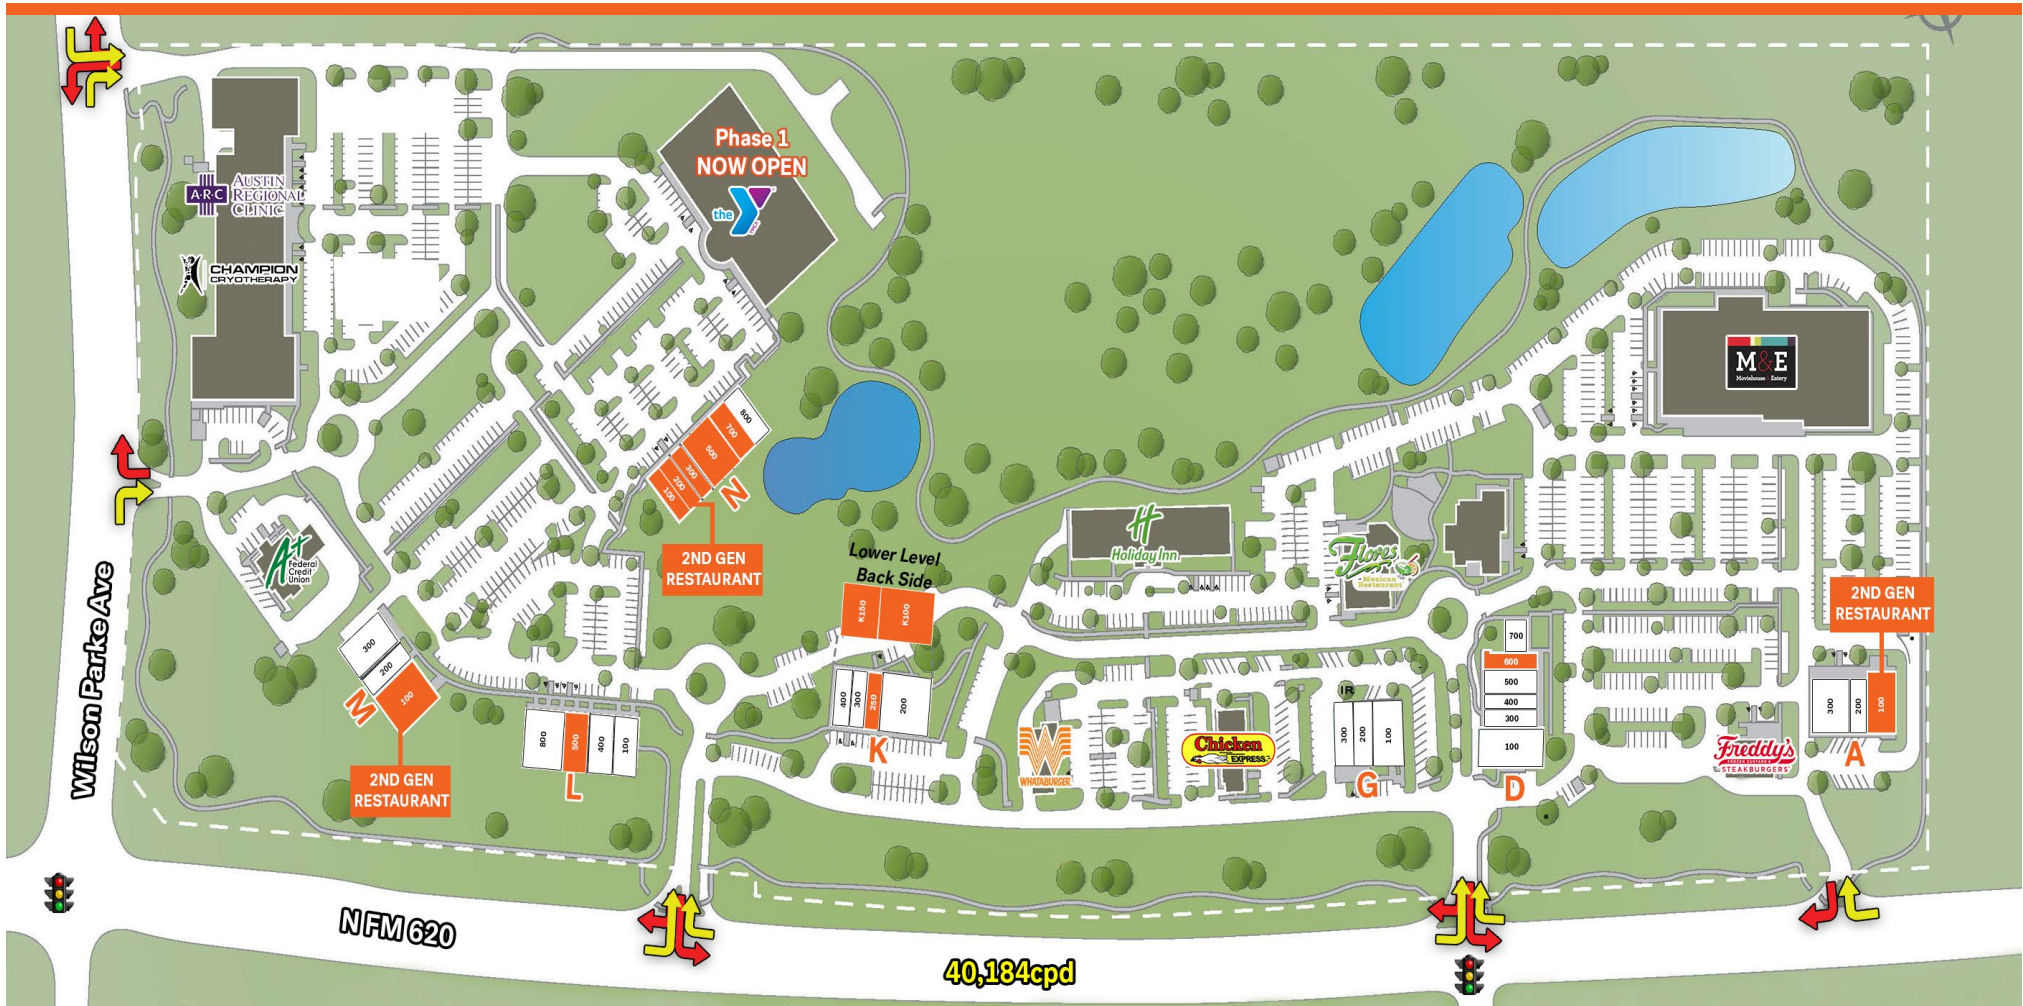 Phase 1
NOW OPEN
the
YMCA
A·R·C
AUSTIN
REGIONAL
CLINIC
CHAMPION
CRYOTHERAPY
M&E
Moviehouse Eatery
800
700
500
300
200
100
N
2ND GEN
RESTAURANT
Lower Level
Back Side
K150
K100
H
Holiday Inn
Flores
Mexican
Restaurant
A+
Federal
Credit
Union
300
200
100
M
2ND GEN
RESTAURANT
800
500
400
100
L
400
300
250
200
K
W
WHATABURGER
Chicken
EXPRESS
IR
300
200
100
G
700
600
500
400
300
100
D
Freddy's
FROZEN CUSTARD &
STEAKBURGERS
2ND GEN
RESTAURANT
300
200
100
A
Wilson Parke Ave
N FM 620
40,184cpd